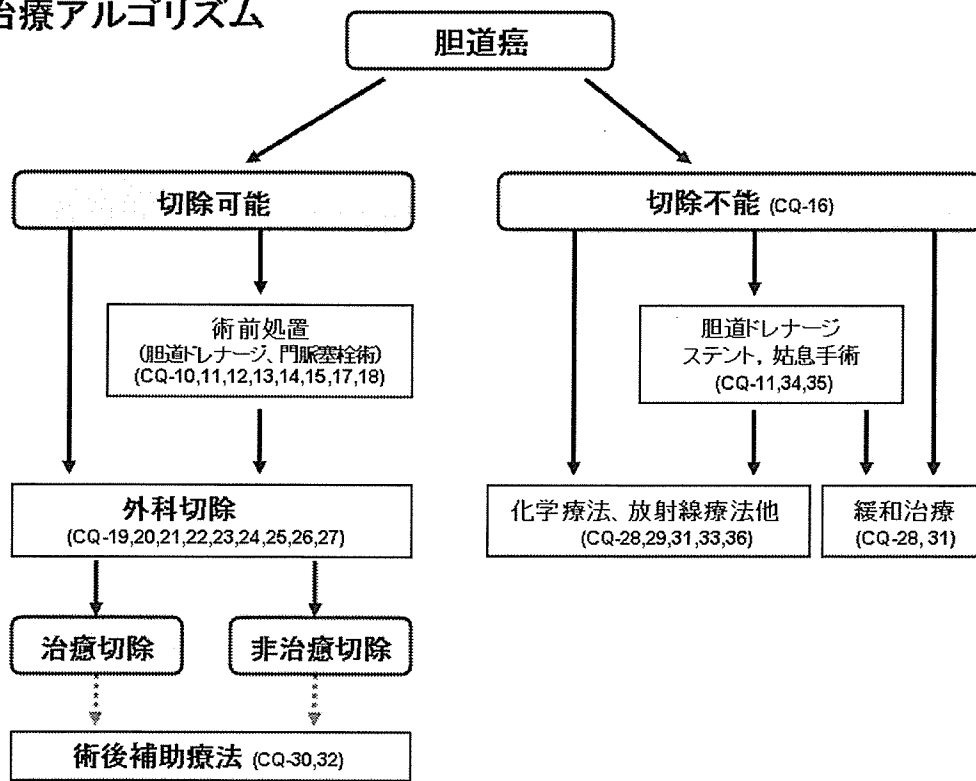 治療アルゴリズム
胆道癌
切除可能
切除不能 (CQ-16)
術前処置
(胆道ドレナージ、門脈塞栓術)
(CQ-10,11,12,13,14,15,17,18)
胆道ドレナージ
ステント, 姑息手術
(CQ-11,34,35)
外科切除
(CQ-19,20,21,22,23,24,25,26,27)
化学療法、放射線療法他
(CQ-28,29,31,33,36)
緩和治療
(CQ-28, 31)
治癒切除
非治癒切除
術後補助療法 (CQ-30,32)